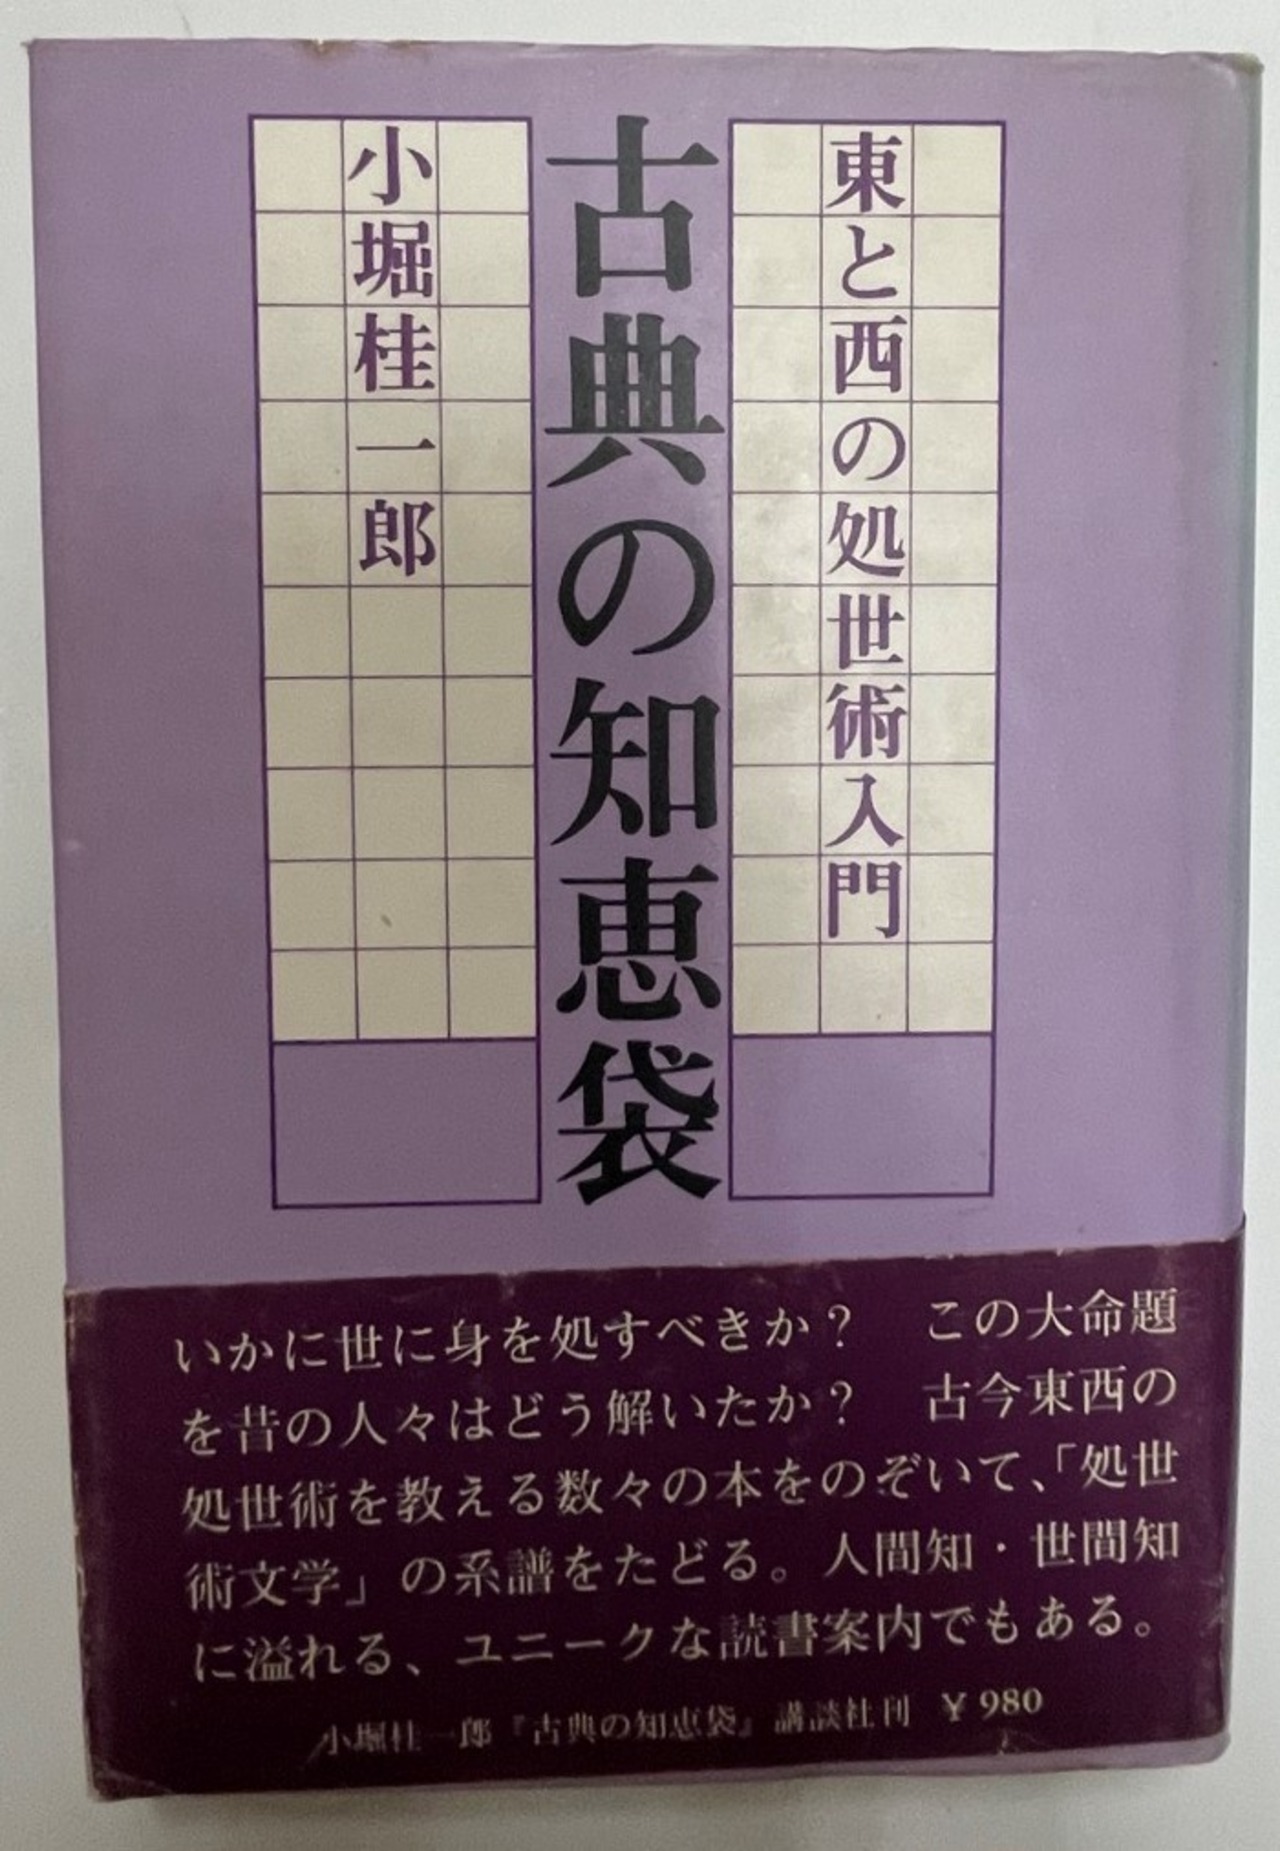 東と西の処世術入門
古典の知恵袋
小堀桂一郎
いかに世に身を処すべきか？　この大命題
を昔の人々はどう解いたか？　古今東西の
処世術を教える数々の本をのぞいて、「処世
術文学」の系譜をたどる。人間知・世間知
に溢れる、ユニークな読書案内でもある。
小堀桂一郎『古典の知恵袋』講談社刊　￥980